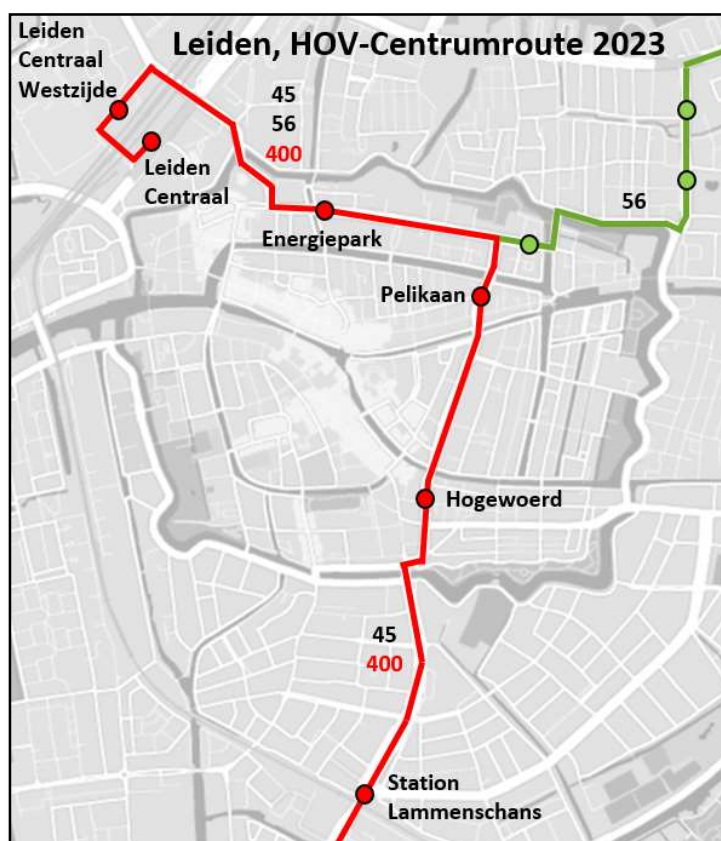 Leiden, HOV-Centrumroute 2023
Leiden
Centraal
Westzijde
45
56
400
Leiden
Centraal
56
Energiepark
Pelikaan
Hogewoerd
45
400
Station
Lammenschans